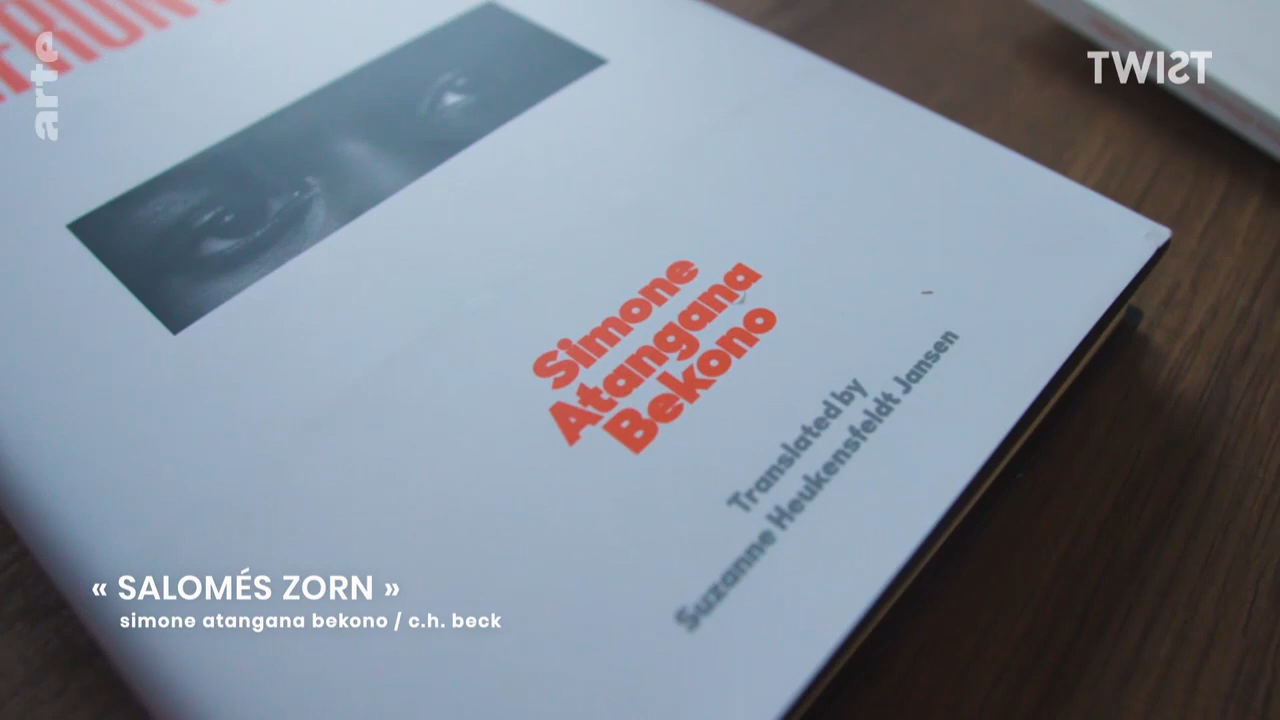 arte
TWIST
Simone
Atangana
Bekono
Translated by
Suzanne Heukensfeldt Jansen
« SALOMÉS ZORN »
simone atangana bekono / c.h. beck